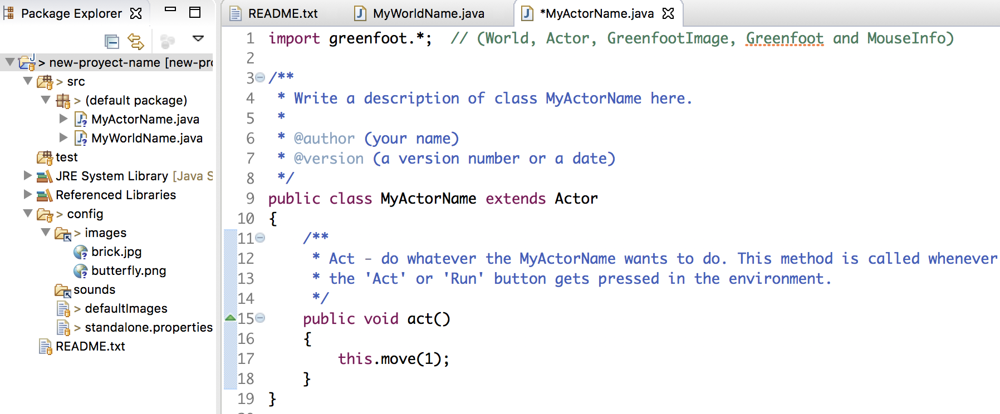 Package Explorer
> new-proyect-name [new-pro
> src
> (default package)
MyActorName.java
MyWorldName.java
test
JRE System Library [Java S
Referenced Libraries
> config
> images
brick.jpg
butterfly.png
sounds
> defaultImages
> standalone.properties
README.txt
README.txt MyWorldName.java *MyActorName.java
1 import greenfoot.*;  // (World, Actor, GreenfootImage, Greenfoot and MouseInfo)
2
3 /**
4  * Write a description of class MyActorName here.
5  *
6  * @author (your name)
7  * @version (a version number or a date)
8  */
9 public class MyActorName extends Actor
10 {
11     /**
12      * Act - do whatever the MyActorName wants to do. This method is called whenever
13      * the 'Act' or 'Run' button gets pressed in the environment.
14      */
15     public void act()
16     {
17         this.move(1);
18     }
19 }